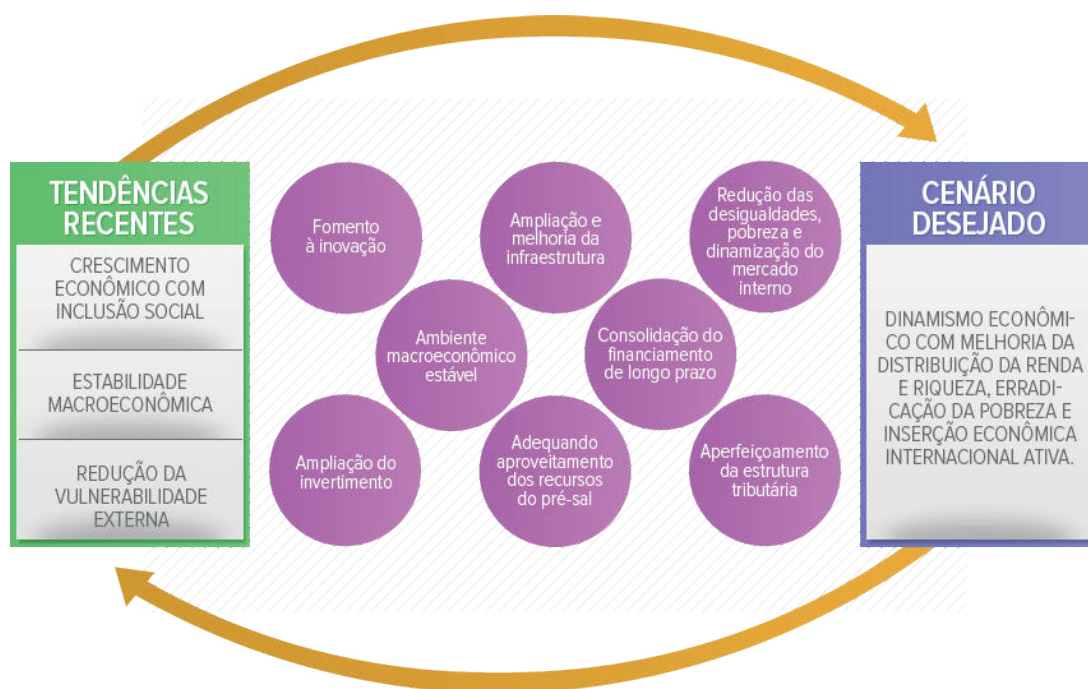 TENDÊNCIAS
RECENTES
CRESCIMENTO
ECONÔMICO COM
INCLUSÃO SOCIAL
ESTABILIDADE
MACROECONÔMICA
REDUÇÃO DA
VULNERABILIDADE
EXTERNA
Fomento
à inovação
Ampliação e
melhoria da
infraestrutura
Redução das
desigualdades,
pobreza e
dinamização do
mercado
interno
Ambiente
macroeconômico
estável
Consolidação do
financiamento
de longo prazo
Ampliação do
invertimento
Adequando
aproveitamento
dos recursos
do pré-sal
Aperfeiçoamento
da estrutura
tributária
CENÁRIO
DESEJADO
DINAMISMO ECONÔMI-
CO COM MELHORIA DA
DISTRIBUIÇÃO DA RENDA
E RIQUEZA, ERRADI-
CAÇÃO DA POBREZA E
INSERÇÃO ECONÔMICA
INTERNACIONAL ATIVA.